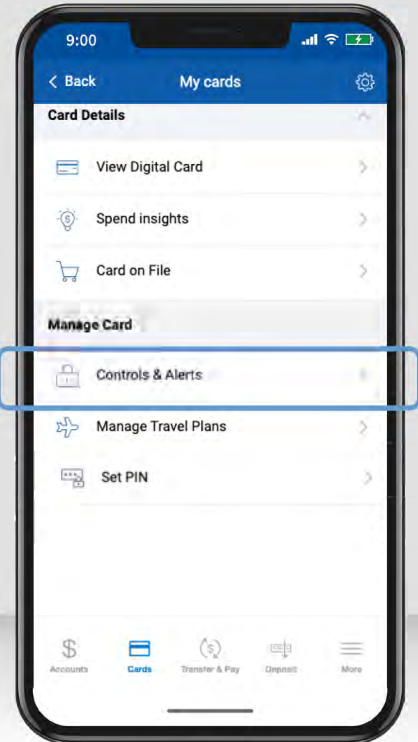 9:00
Back My cards
Card Details
View Digital Card
Spend insights
Card on File
Manage Card
Controls & Alerts
Manage Travel Plans
Set PIN
Accounts Cards Transfer & Pay Deposit More